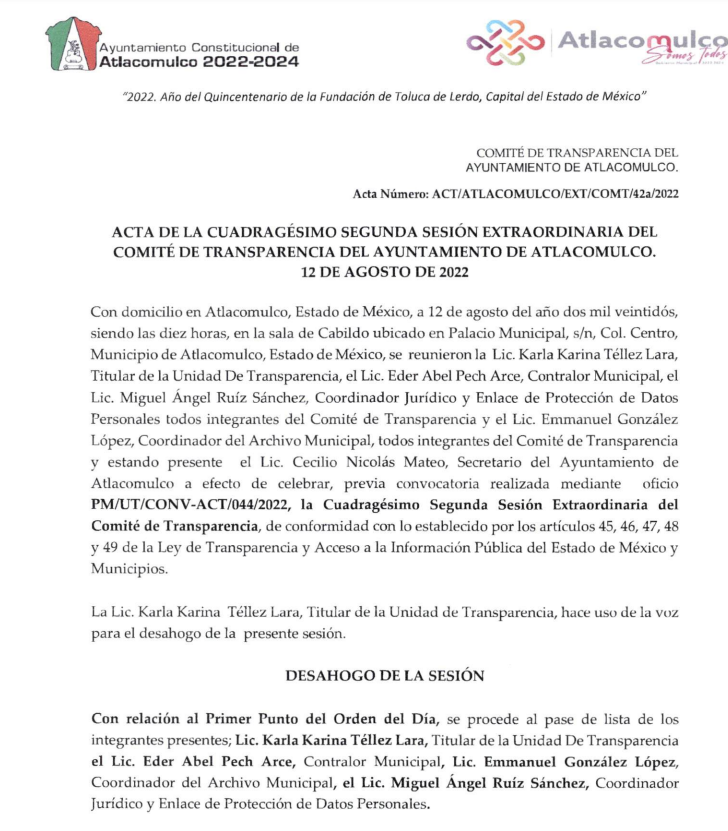 Ayuntamiento Constitucional de
Atlacomulco 2022-2024
Atlacomulco
Somos Todos
"2022. Año del Quincentenario de la Fundación de Toluca de Lerdo, Capital del Estado de México"
COMITÉ DE TRANSPARENCIA DEL
AYUNTAMIENTO DE ATLACOMULCO.
Acta Número: ACT/ATLACOMULCO/EXT/COMT/42a/2022
ACTA DE LA CUADRAGÉSIMO SEGUNDA SESIÓN EXTRAORDINARIA DEL
COMITÉ DE TRANSPARENCIA DEL AYUNTAMIENTO DE ATLACOMULCO.
12 DE AGOSTO DE 2022
Con domicilio en Atlacomulco, Estado de México, a 12 de agosto del año dos mil veintidós,
siendo las diez horas, en la sala de Cabildo ubicado en Palacio Municipal, s/n, Col. Centro,
Municipio de Atlacomulco, Estado de México, se reunieron la Lic. Karla Karina Téllez Lara,
Titular de la Unidad De Transparencia, el Lic. Eder Abel Pech Arce, Contralor Municipal, el
Lic. Miguel Ángel Ruíz Sánchez, Coordinador Jurídico y Enlace de Protección de Datos
Personales todos integrantes del Comité de Transparencia y el Lic. Emmanuel González
López, Coordinador del Archivo Municipal, todos integrantes del Comité de Transparencia
y estando presente el Lic. Cecilio Nicolás Mateo, Secretario del Ayuntamiento de
Atlacomulco a efecto de celebrar, previa convocatoria realizada mediante oficio
PM/UT/CONV-ACT/044/2022, la Cuadragésimo Segunda Sesión Extraordinaria del
Comité de Transparencia, de conformidad con lo establecido por los artículos 45, 46, 47, 48
y 49 de la Ley de Transparencia y Acceso a la Información Pública del Estado de México y
Municipios.
La Lic. Karla Karina Téllez Lara, Titular de la Unidad de Transparencia, hace uso de la voz
para el desahogo de la presente sesión.
DESAHOGO DE LA SESIÓN
Con relación al Primer Punto del Orden del Día, se procede al pase de lista de los
integrantes presentes; Lic. Karla Karina Téllez Lara, Titular de la Unidad De Transparencia
el Lic. Eder Abel Pech Arce, Contralor Municipal, Lic. Emmanuel González López,
Coordinador del Archivo Municipal, el Lic. Miguel Ángel Ruíz Sánchez, Coordinador
Jurídico y Enlace de Protección de Datos Personales.